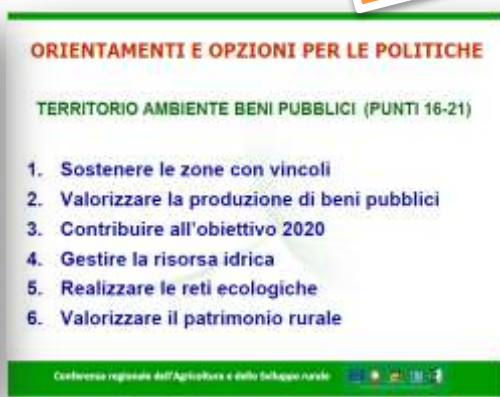 ORIENTAMENTI E OPZIONI PER LE POLITICHE
TERRITORIO AMBIENTE BENI PUBBLICI (PUNTI 16-21)
1. Sostenere le zone con vincoli
2. Valorizzare la produzione di beni pubblici
3. Contribuire all'obiettivo 2020
4. Gestire la risorsa idrica
5. Realizzare le reti ecologiche
6. Valorizzare il patrimonio rurale
Conferenza regionale dell'Agricoltura e dello Sviluppo rurale